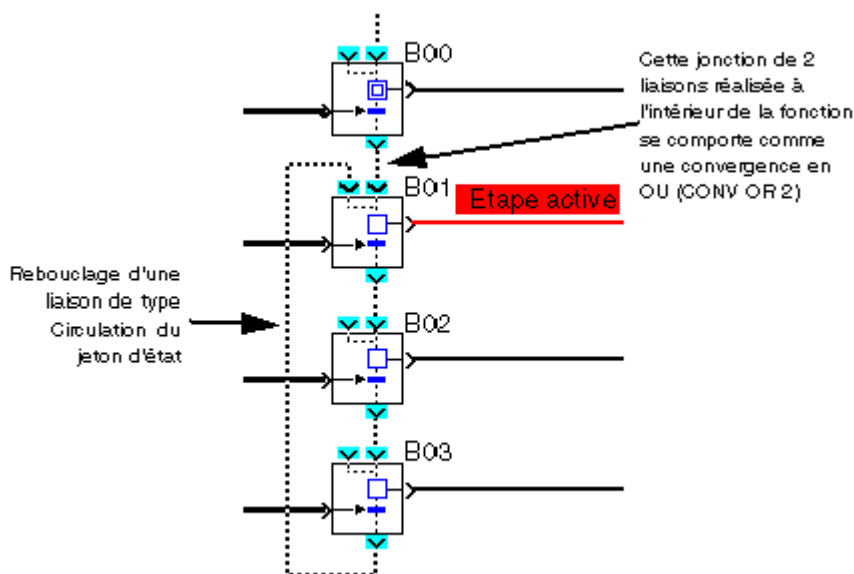 B00
Cette jonction de 2
liaisons réalisée à
l'intérieur de la fonction
se comporte comme
une convergence en
OU (CONV OR 2)
B01
Etape active
Rebouclage d'une
liaison de type
Circulation du
jeton d'état
B02
B03